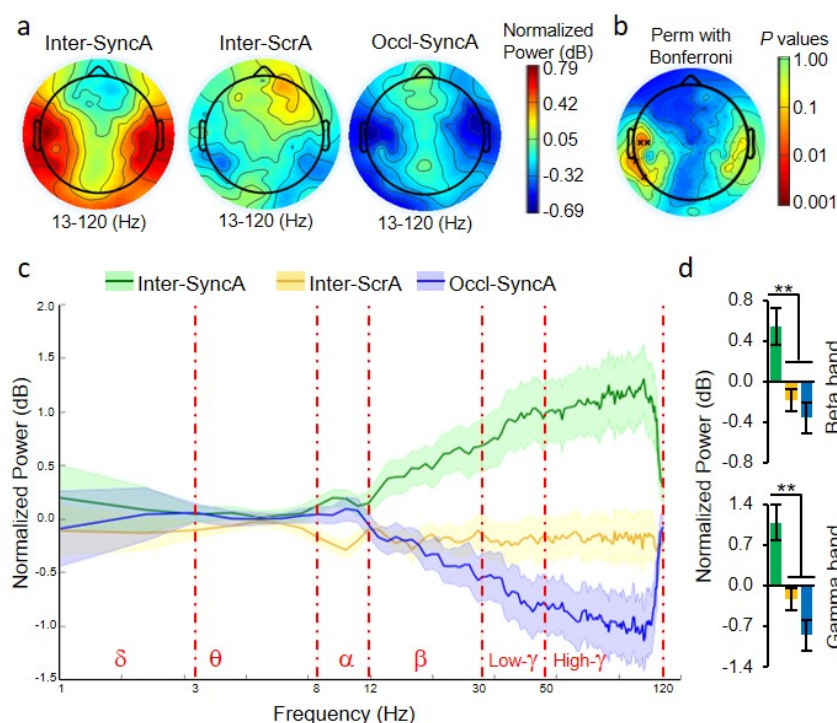 a
Inter-SyncA
Inter-ScrA
Occl-SyncA
Normalized
Power (dB)
0.79
0.42
0.05
-0.32
-0.69
13-120 (Hz)
13-120 (Hz)
13-120 (Hz)
b
Perm with
Bonferroni
P values
1.00
0.1
0.01
0.001
c
Inter-SyncA
Inter-ScrA
Occl-SyncA
Normalized Power (dB)
2.0
1.5
1.0
0.5
0.0
-0.5
-1.0
-1.5
δ
θ
α
β
Low-γ
High-γ
1
3
8
12
30
50
120
Frequency (Hz)
d
**
0.8
0.4
0.0
-0.4
-0.8
Beta band
Normalized Power (dB)
**
1.4
0.7
0.0
-0.7
-1.4
Gamma band